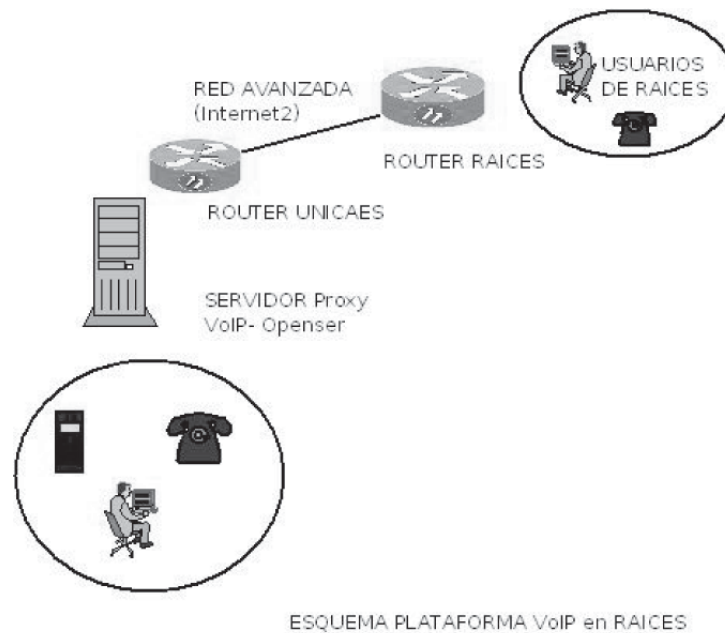 USUARIOS
DE RAICES
RED AVANZADA
(Internet2)
ROUTER RAICES
ROUTER UNICAES
SERVIDOR Proxy
VoIP- Openser
ESQUEMA PLATAFORMA VoIP en RAICES